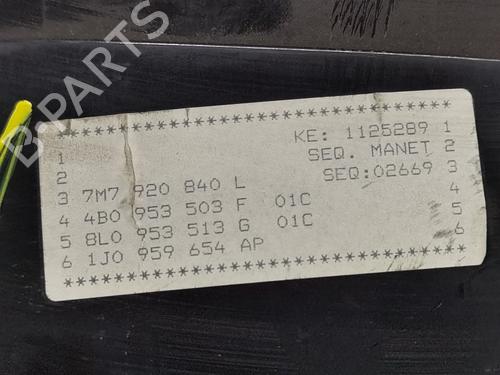 B-PARTS
************************************
1 KE: 1125289 1
2 SEQ. MANET 2
3 7M7 920 840 L SEQ:02669 3
4 4B0 953 503 F 01C 4
5 8L0 953 513 G 01C 5
6 1J0 959 654 AP 6
************************************